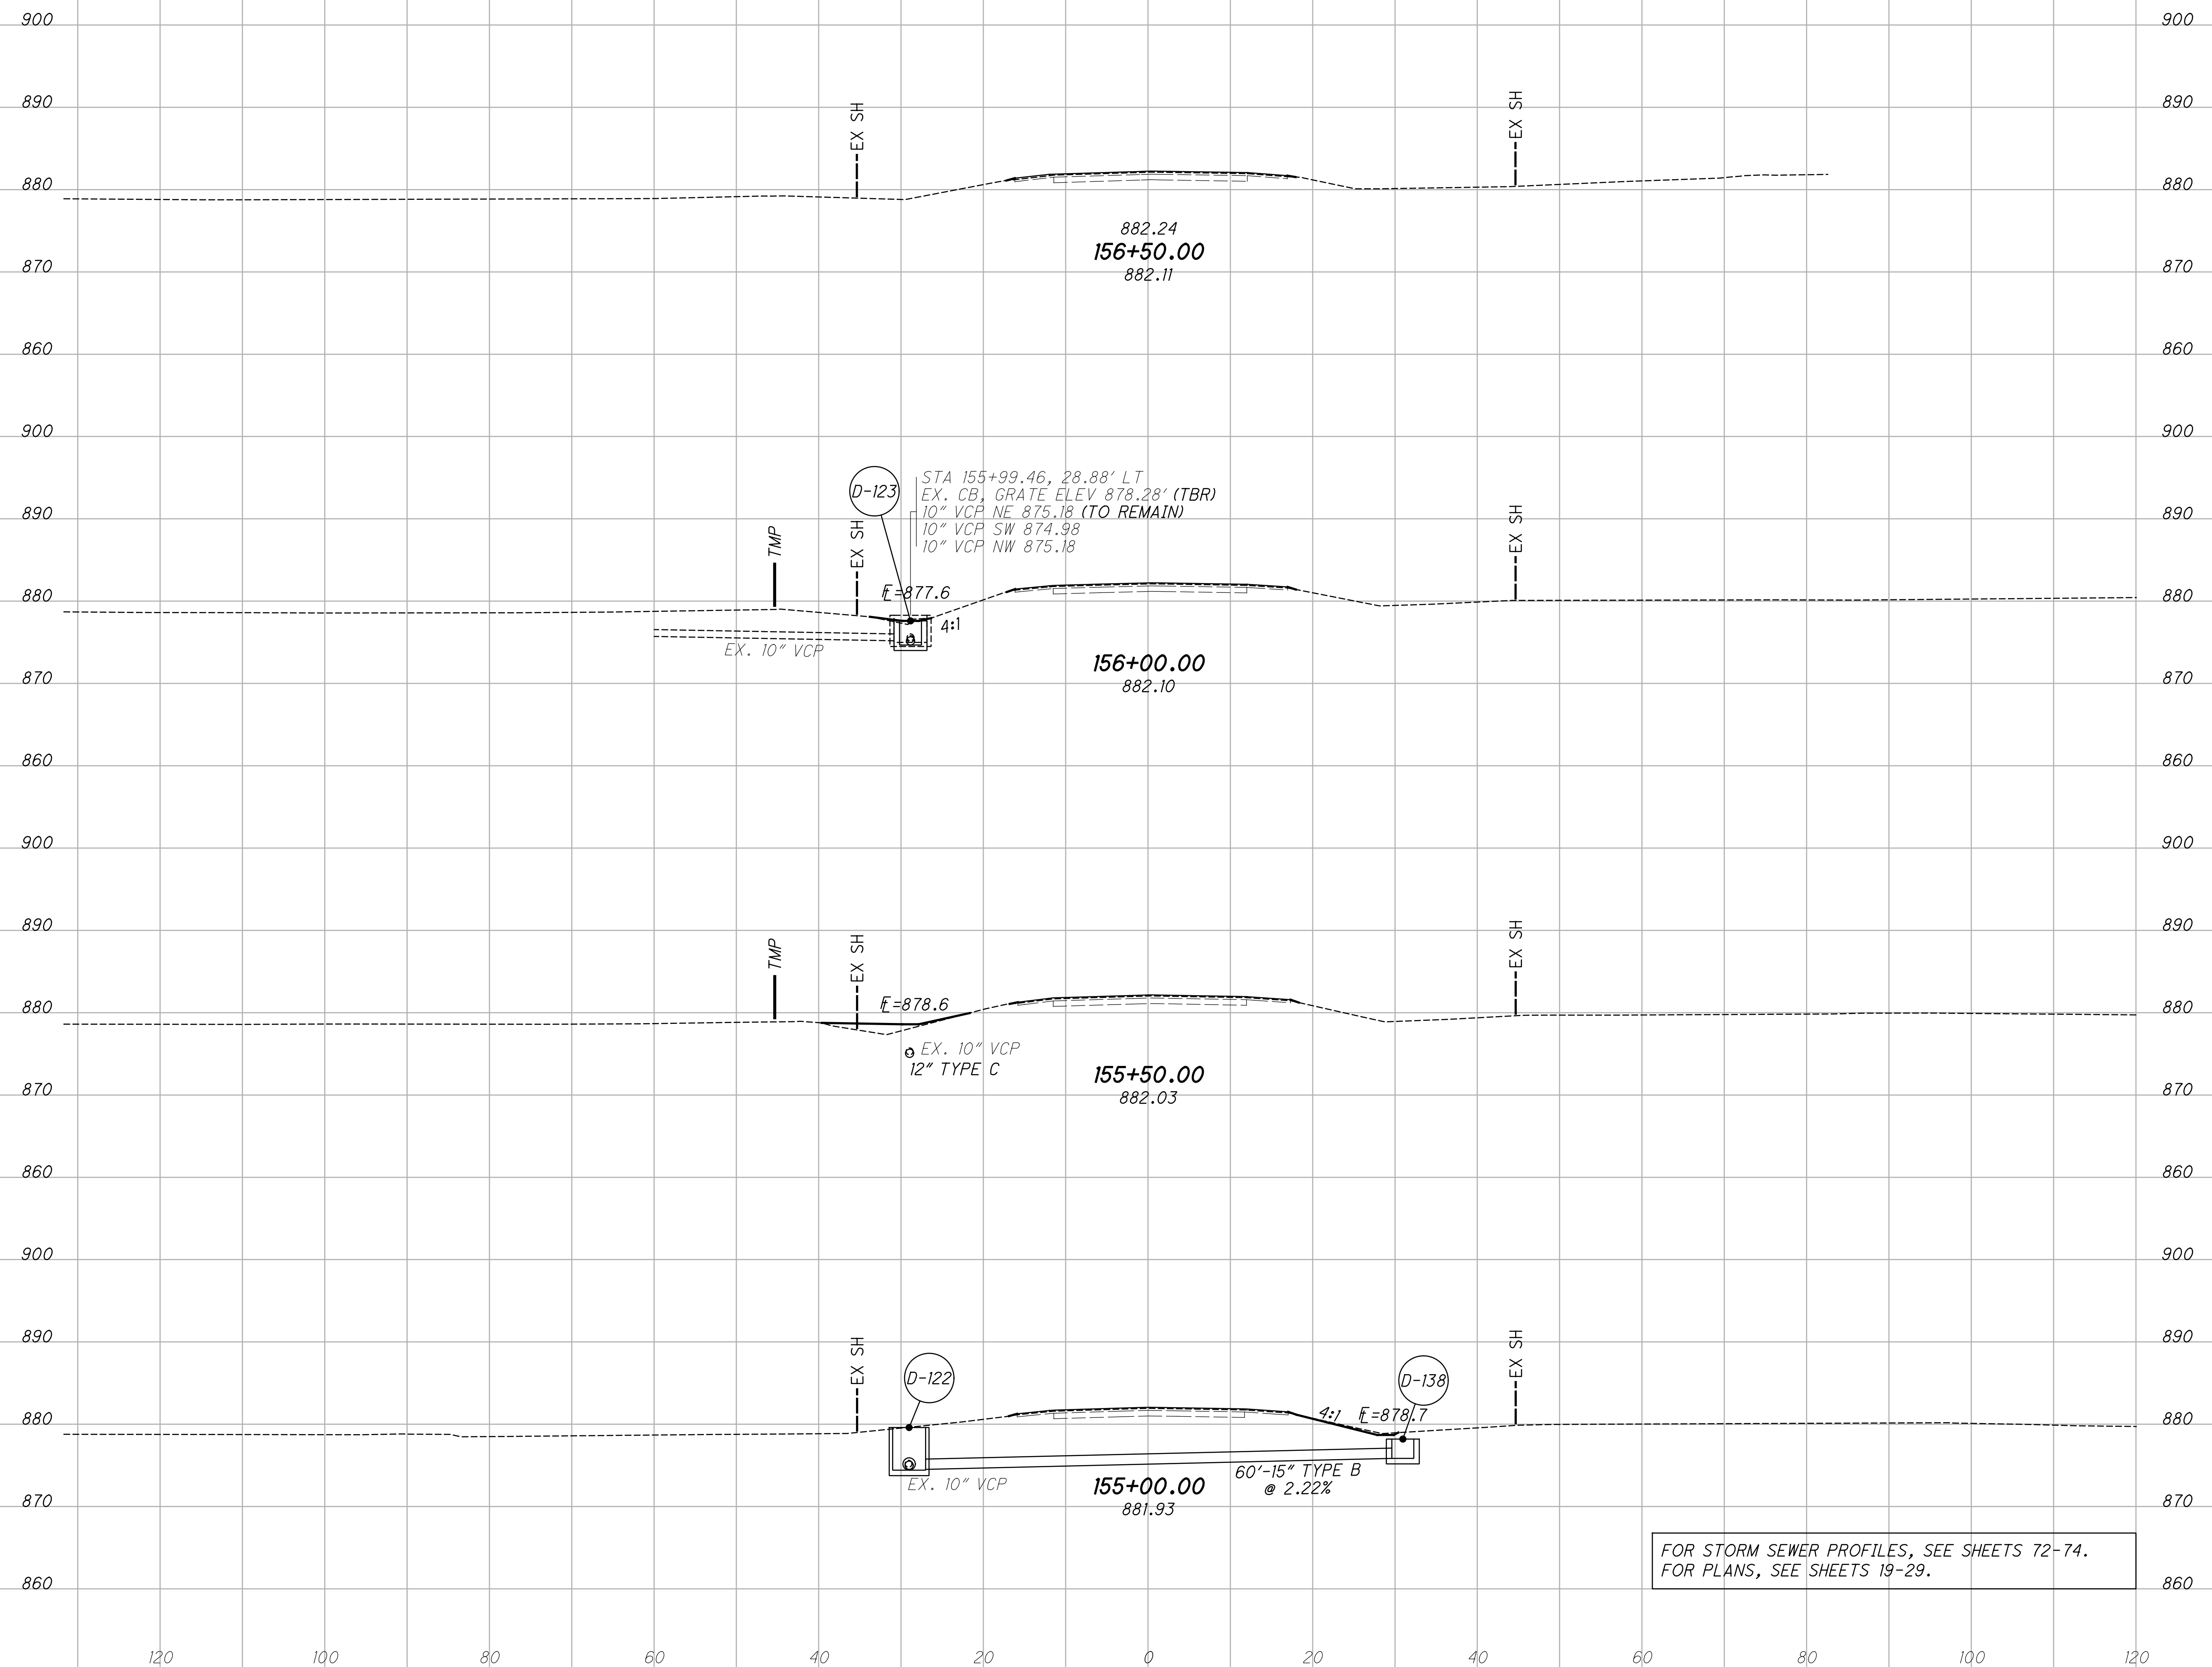 900 900
890 890
EX SH EX SH
880 880
882.24
156+50.00
870 870
882.11
860 860
900 900
D-123
STA 155+99.46, 28.88' LT
EX. CB, GRATE ELEV 878.28' (TBR)
10" VCP NE 875.18 (TO REMAIN)
10" VCP SW 874.98
10" VCP NW 875.18
890 890
TMP EX SH EX SH
880 880
FL=877.6
4:1
EX. 10" VCP
156+00.00
870 870
882.10
860 860
900 900
890 890
TMP EX SH EX SH
880 880
FL=878.6
EX. 10" VCP
12" TYPE C
155+50.00
870 870
882.03
860 860
900 900
890 890
EX SH EX SH
D-122 D-138
880 880
4:1 FL=878.7
60'-15" TYPE B
@ 2.22%
EX. 10" VCP
155+00.00
870 870
881.93
FOR STORM SEWER PROFILES, SEE SHEETS 72-74.
FOR PLANS, SEE SHEETS 19-29.
860 860
120 100 80 60 40 20 0 20 40 60 80 100 120